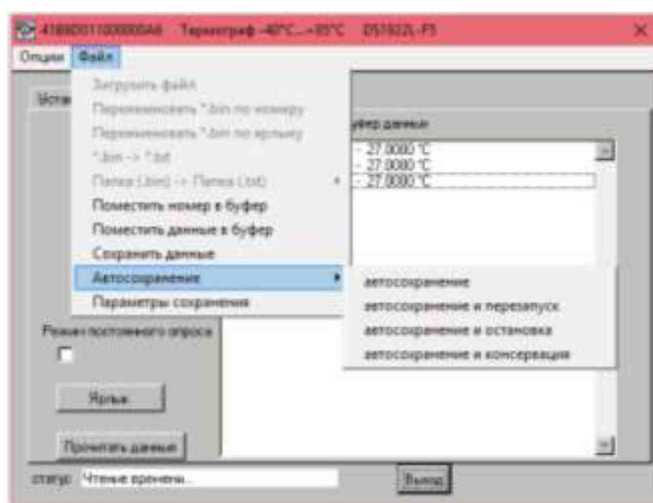 41B8D011000000A6 Термограф -40°С...+85°С DS1922L-F5
Опции Файл
Загрузить файл
Переименовать *.bin по номеру
Переименовать *.bin по ярлыку
*.bin -> *.txt
Папка (.bin) -> Папка (.txt)
Поместить номер в буфер
Поместить данные в буфер
Сохранить данные
Автосохранение
Параметры сохранения
данные
- 27.0000 °C
- 27.0000 °C
- 27.0000 °C
автосохранение
автосохранение и перезапуск
автосохранение и остановка
автосохранение и консервация
Режим постоянного опроса
Ярлык
Прочитать данные
статус Чтение времени...
Выход